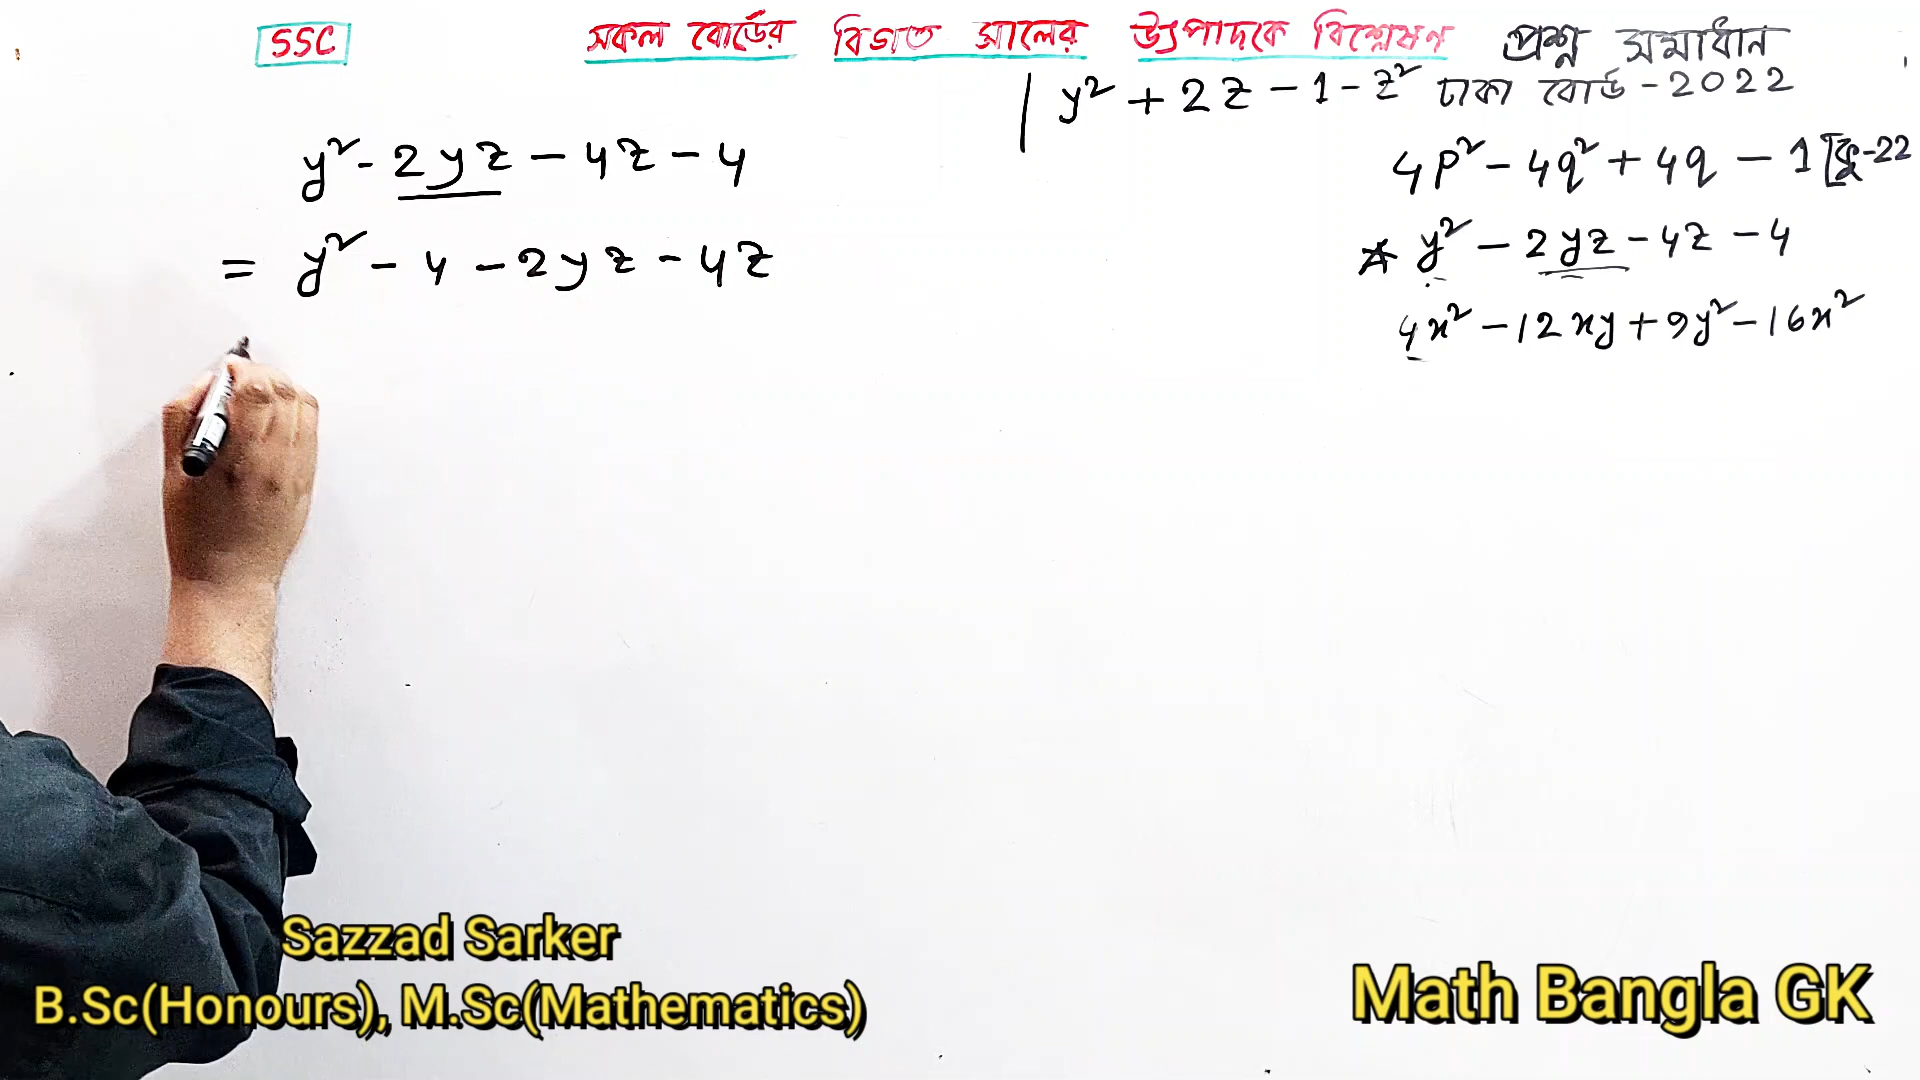 SSC সকল বোর্ডের বিগত সালের উৎপাদকে বিশ্লেষণ প্রশ্ন সমাধান
y² + 2z - 1 - z² ঢাকা বোর্ড - 2022
y² - 2yz - 4z - 4
4p² - 4q² + 4q - 1 [কু-22
= y² - 4 - 2yz - 4z
* y² - 2yz - 4z - 4
4x² - 12xy + 9y² - 16x²
Sazzad Sarker
B.Sc(Honours), M.Sc(Mathematics)
Math Bangla GK